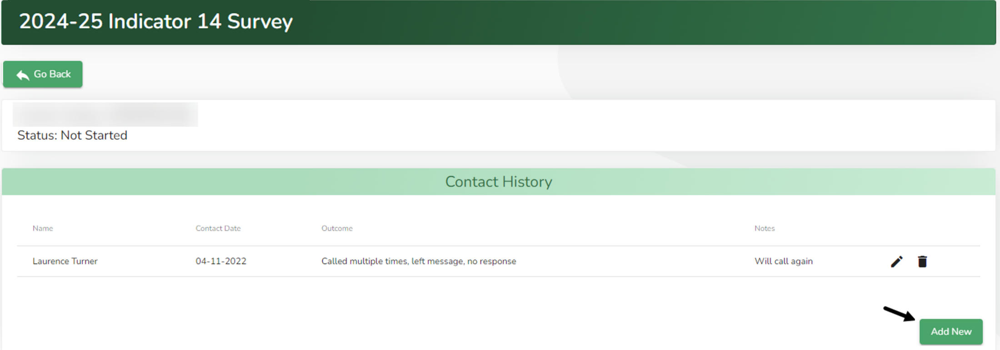 2024-25 Indicator 14 Survey
Go Back
Status: Not Started
Contact History
Name Contact Date Outcome Notes
Laurence Turner 04-11-2022 Called multiple times, left message, no response Will call again
Add New